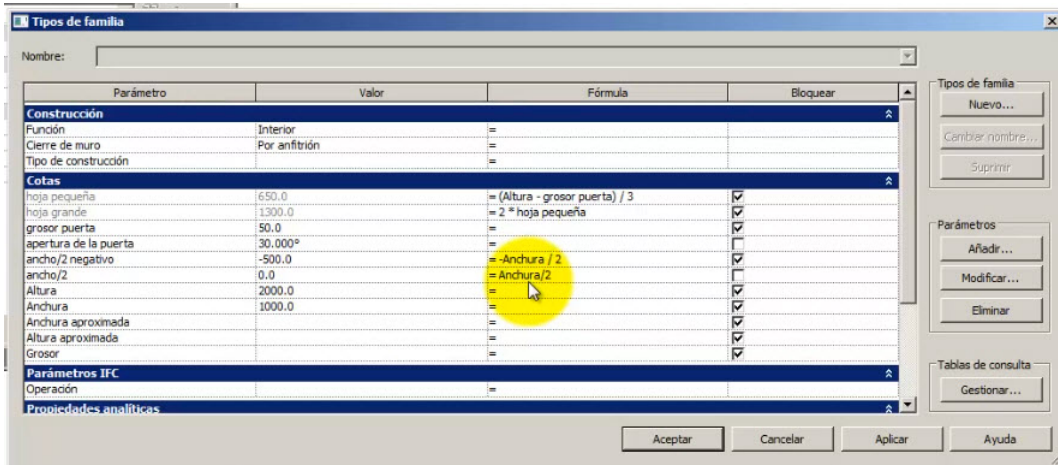 Tipos de familia
Nombre:
Parámetro Valor Fórmula Bloquear
Construcción
Función Interior =
Cierre de muro Por anfitrión =
Tipo de construcción =
Cotas
hoja pequeña 650.0 = (Altura - grosor puerta) / 3
hoja grande 1300.0 = 2 * hoja pequeña
grosor puerta 50.0 =
apertura de la puerta 30.000° =
ancho/2 negativo -500.0 = -Anchura / 2
ancho/2 0.0 = Anchura/2
Altura 2000.0 =
Anchura 1000.0 =
Anchura aproximada =
Altura aproximada =
Grosor =
Parámetros IFC
Operación =
Propiedades analíticas
Tipos de familia
Nuevo...
Cambiar nombre...
Suprimir
Parámetros
Añadir...
Modificar...
Eliminar
Tablas de consulta
Gestionar...
Aceptar Cancelar Aplicar Ayuda